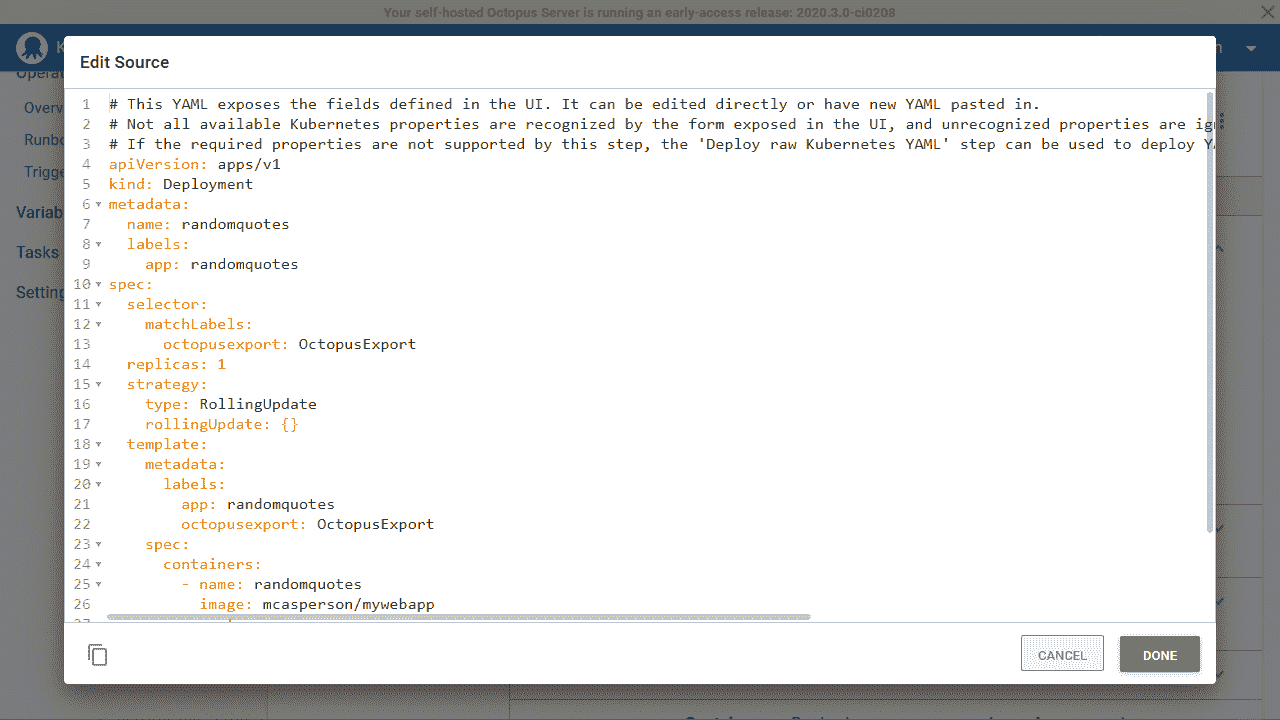 Your self-hosted Octopus Server is running an early-access release: 2020.3.0-ci0208
Overv
Runb
Trigge
Variab
Tasks
Setting
Edit Source
1 # This YAML exposes the fields defined in the UI. It can be edited directly or have new YAML pasted in.
2 # Not all available Kubernetes properties are recognized by the form exposed in the UI, and unrecognized properties are ig
3 # If the required properties are not supported by this step, the 'Deploy raw Kubernetes YAML' step can be used to deploy YA
4 apiVersion: apps/v1
5 kind: Deployment
6 metadata:
7 name: randomquotes
8 labels:
9 app: randomquotes
10 spec:
11 selector:
12 matchLabels:
13 octopusexport: OctopusExport
14 replicas: 1
15 strategy:
16 type: RollingUpdate
17 rollingUpdate: {}
18 template:
19 metadata:
20 labels:
21 app: randomquotes
22 octopusexport: OctopusExport
23 spec:
24 containers:
25 - name: randomquotes
26 image: mcasperson/mywebapp
CANCEL DONE